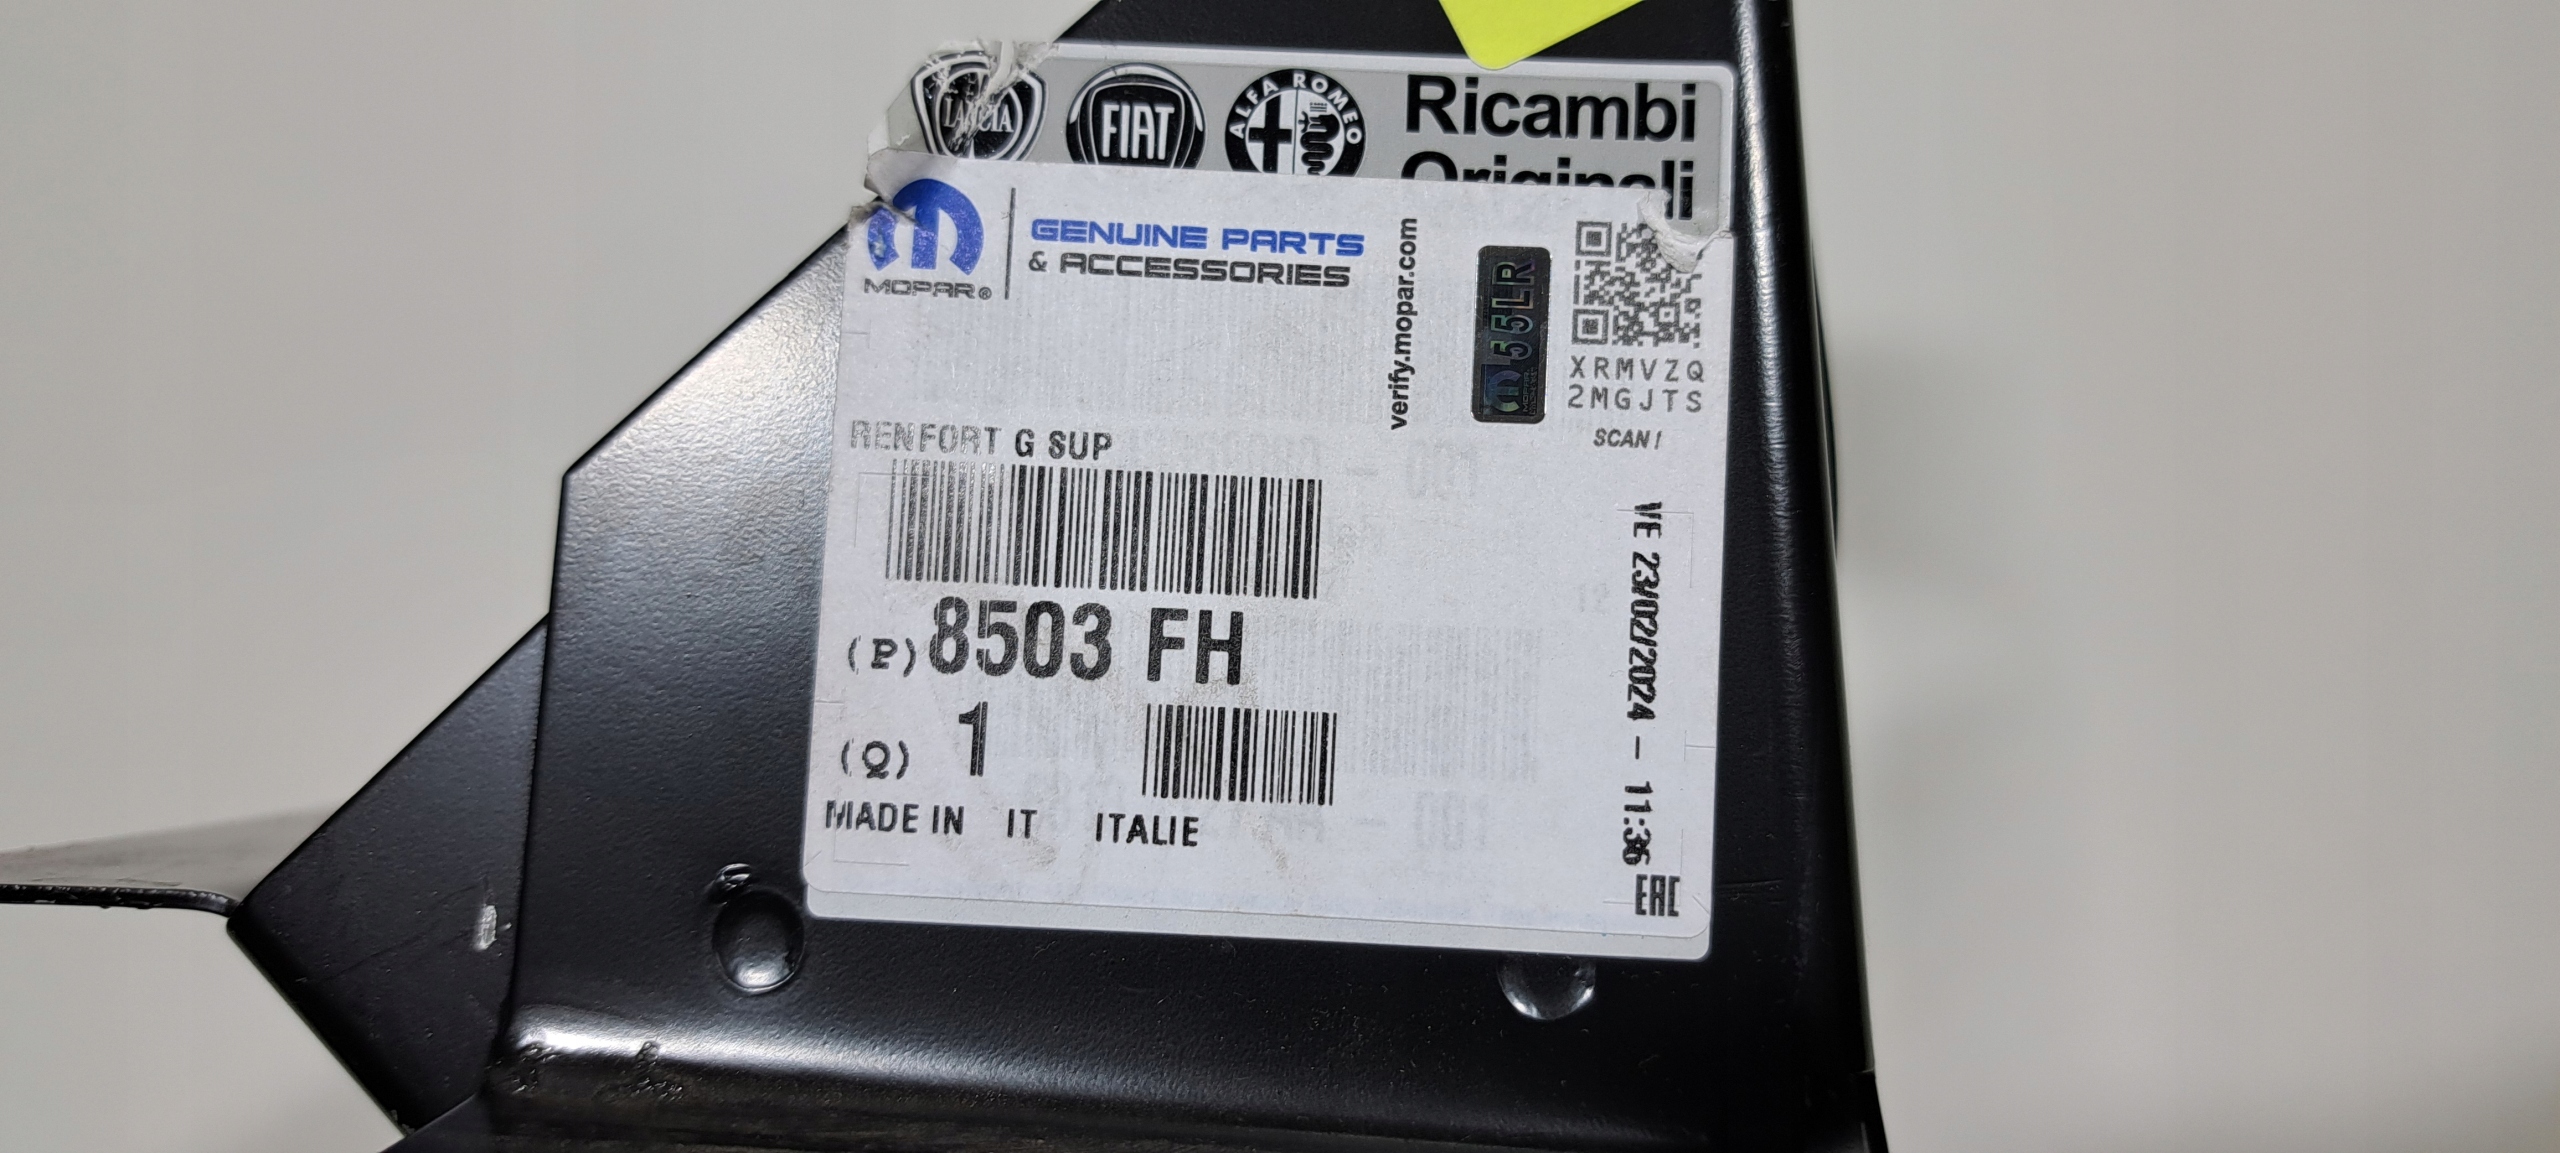 LANCIA
FIAT
ALFA ROMEO
Ricambi
Originali
MOPAR®
GENUINE PARTS
& ACCESSORIES
verify.mopar.com
55LR
MOPAR
XRMVZQ
2MGJTS
SCAN!
RENFORT G SUP
(P) 8503 FH
(Q) 1
MADE IN IT ITALIE
VE 23/02/2024 - 11:36
EAC